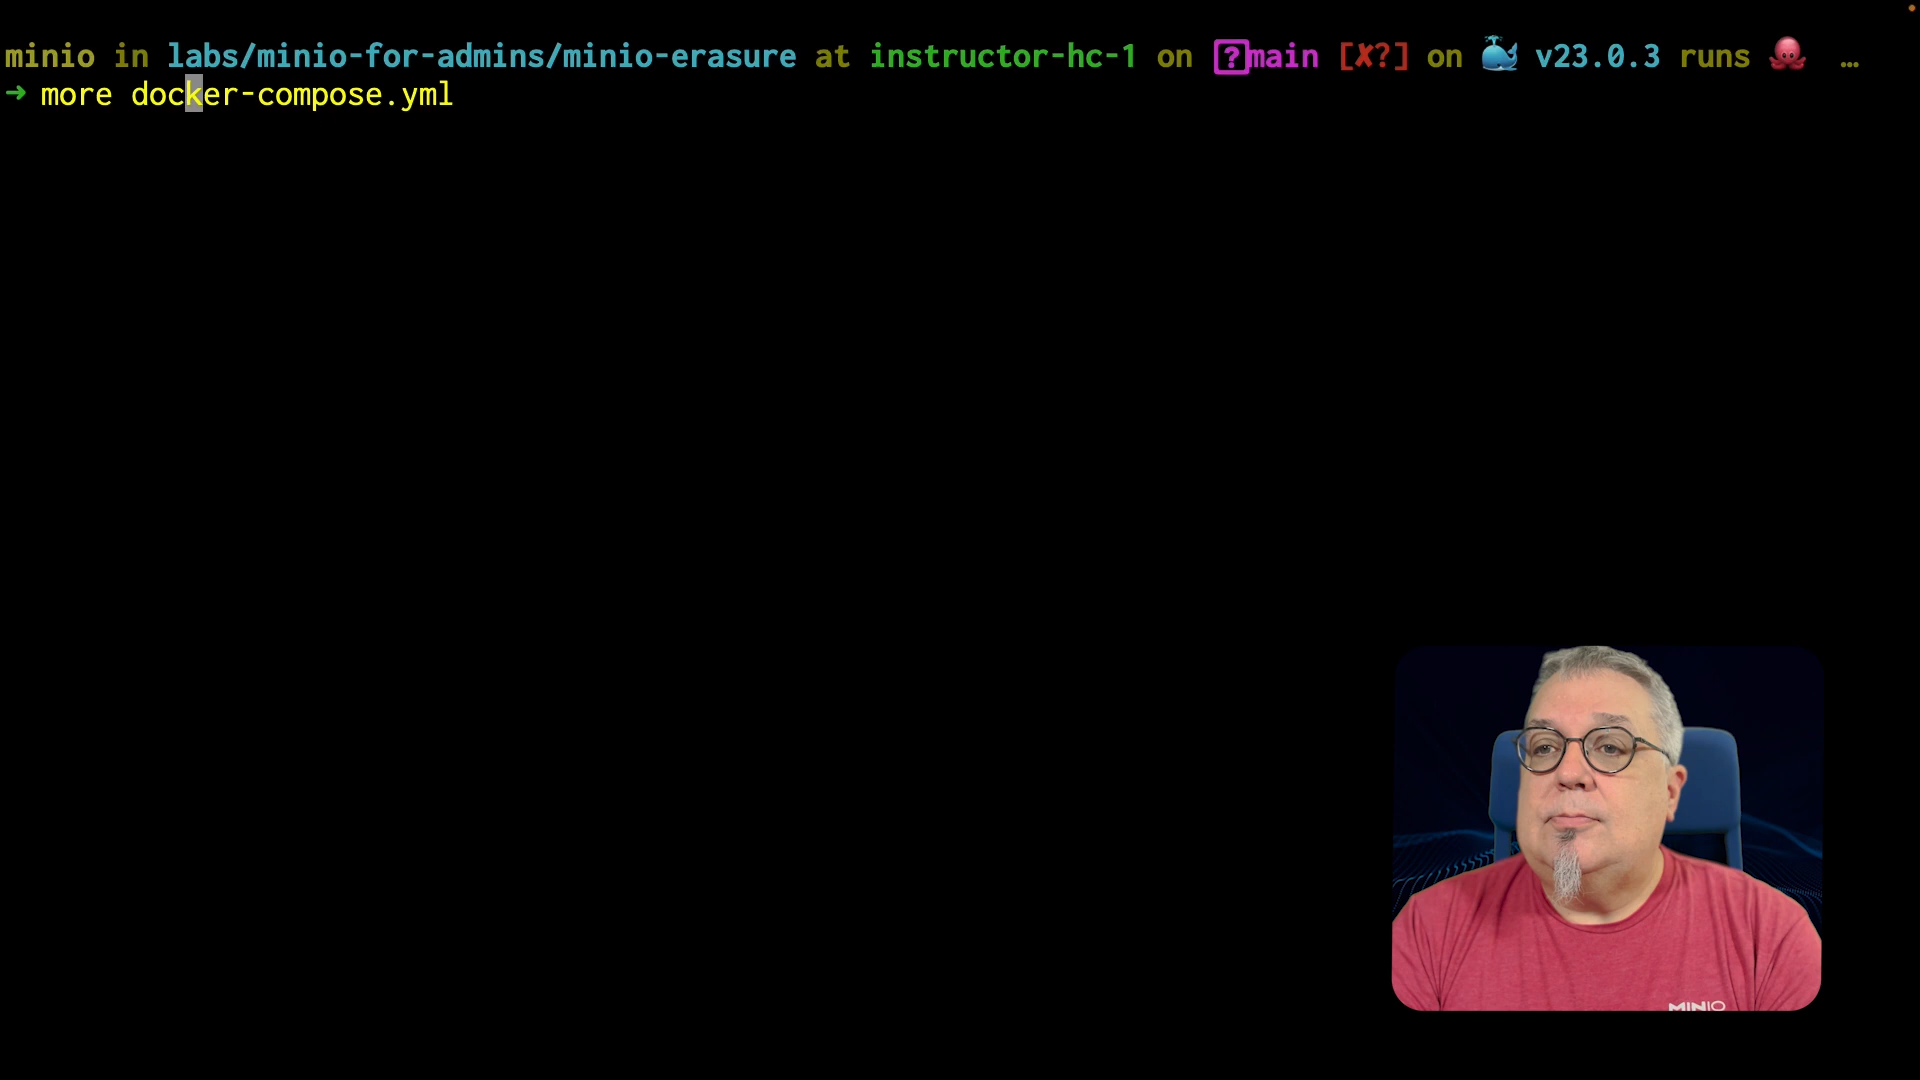 minio in labs/minio-for-admins/minio-erasure at instructor-hc-1 on ?main [✘?] on 🐳 v23.0.3 runs 🐙 …
➜ more docker-compose.yml
MINIO